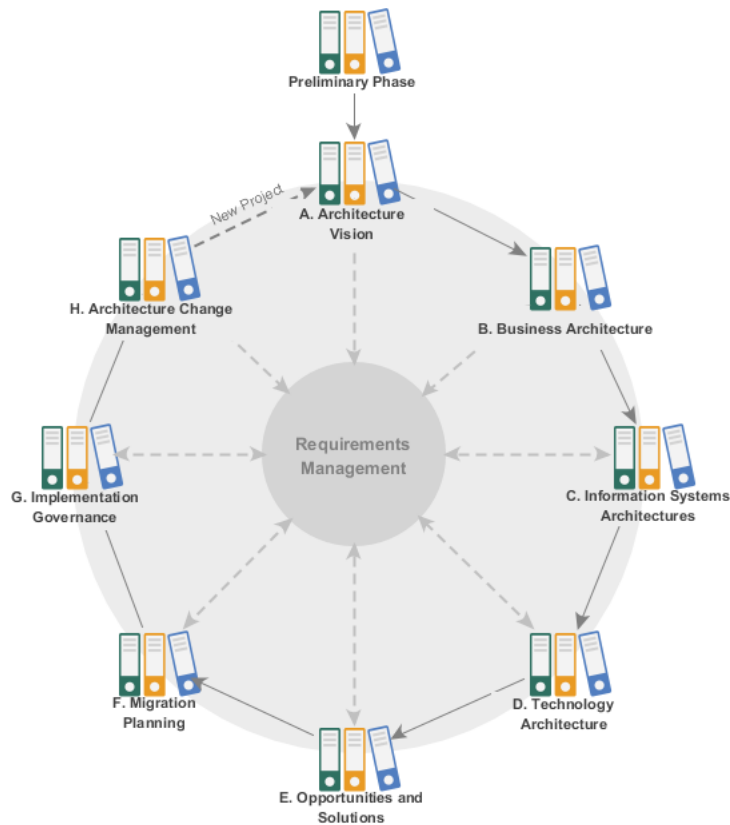 Preliminary Phase
New Project
A. Architecture
Vision
H. Architecture Change
Management
B. Business Architecture
Requirements
Management
G. Implementation
Governance
C. Information Systems
Architectures
F. Migration
Planning
D. Technology
Architecture
E. Opportunities and
Solutions